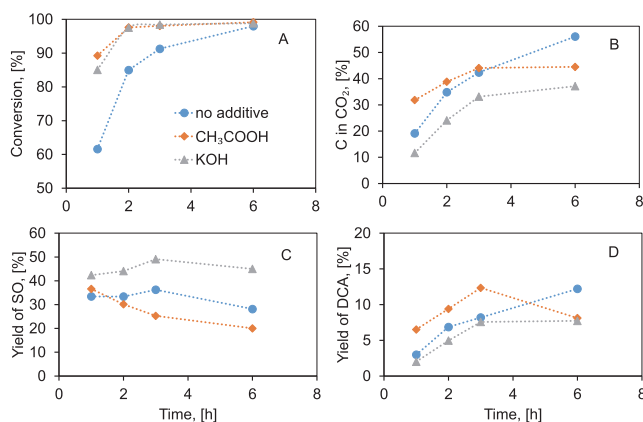 100
90
80
70
60
50
Conversion, [%]
A
no additive
CH₃COOH
KOH
0 2 4 6 8
60
50
40
30
20
10
0
C in CO₂, [%]
B
0 2 4 6 8
60
50
40
30
20
10
0
Yield of SO, [%]
C
0 2 4 6 8
Time, [h]
20
15
10
5
0
Yield of DCA, [%]
D
0 2 4 6 8
Time, [h]